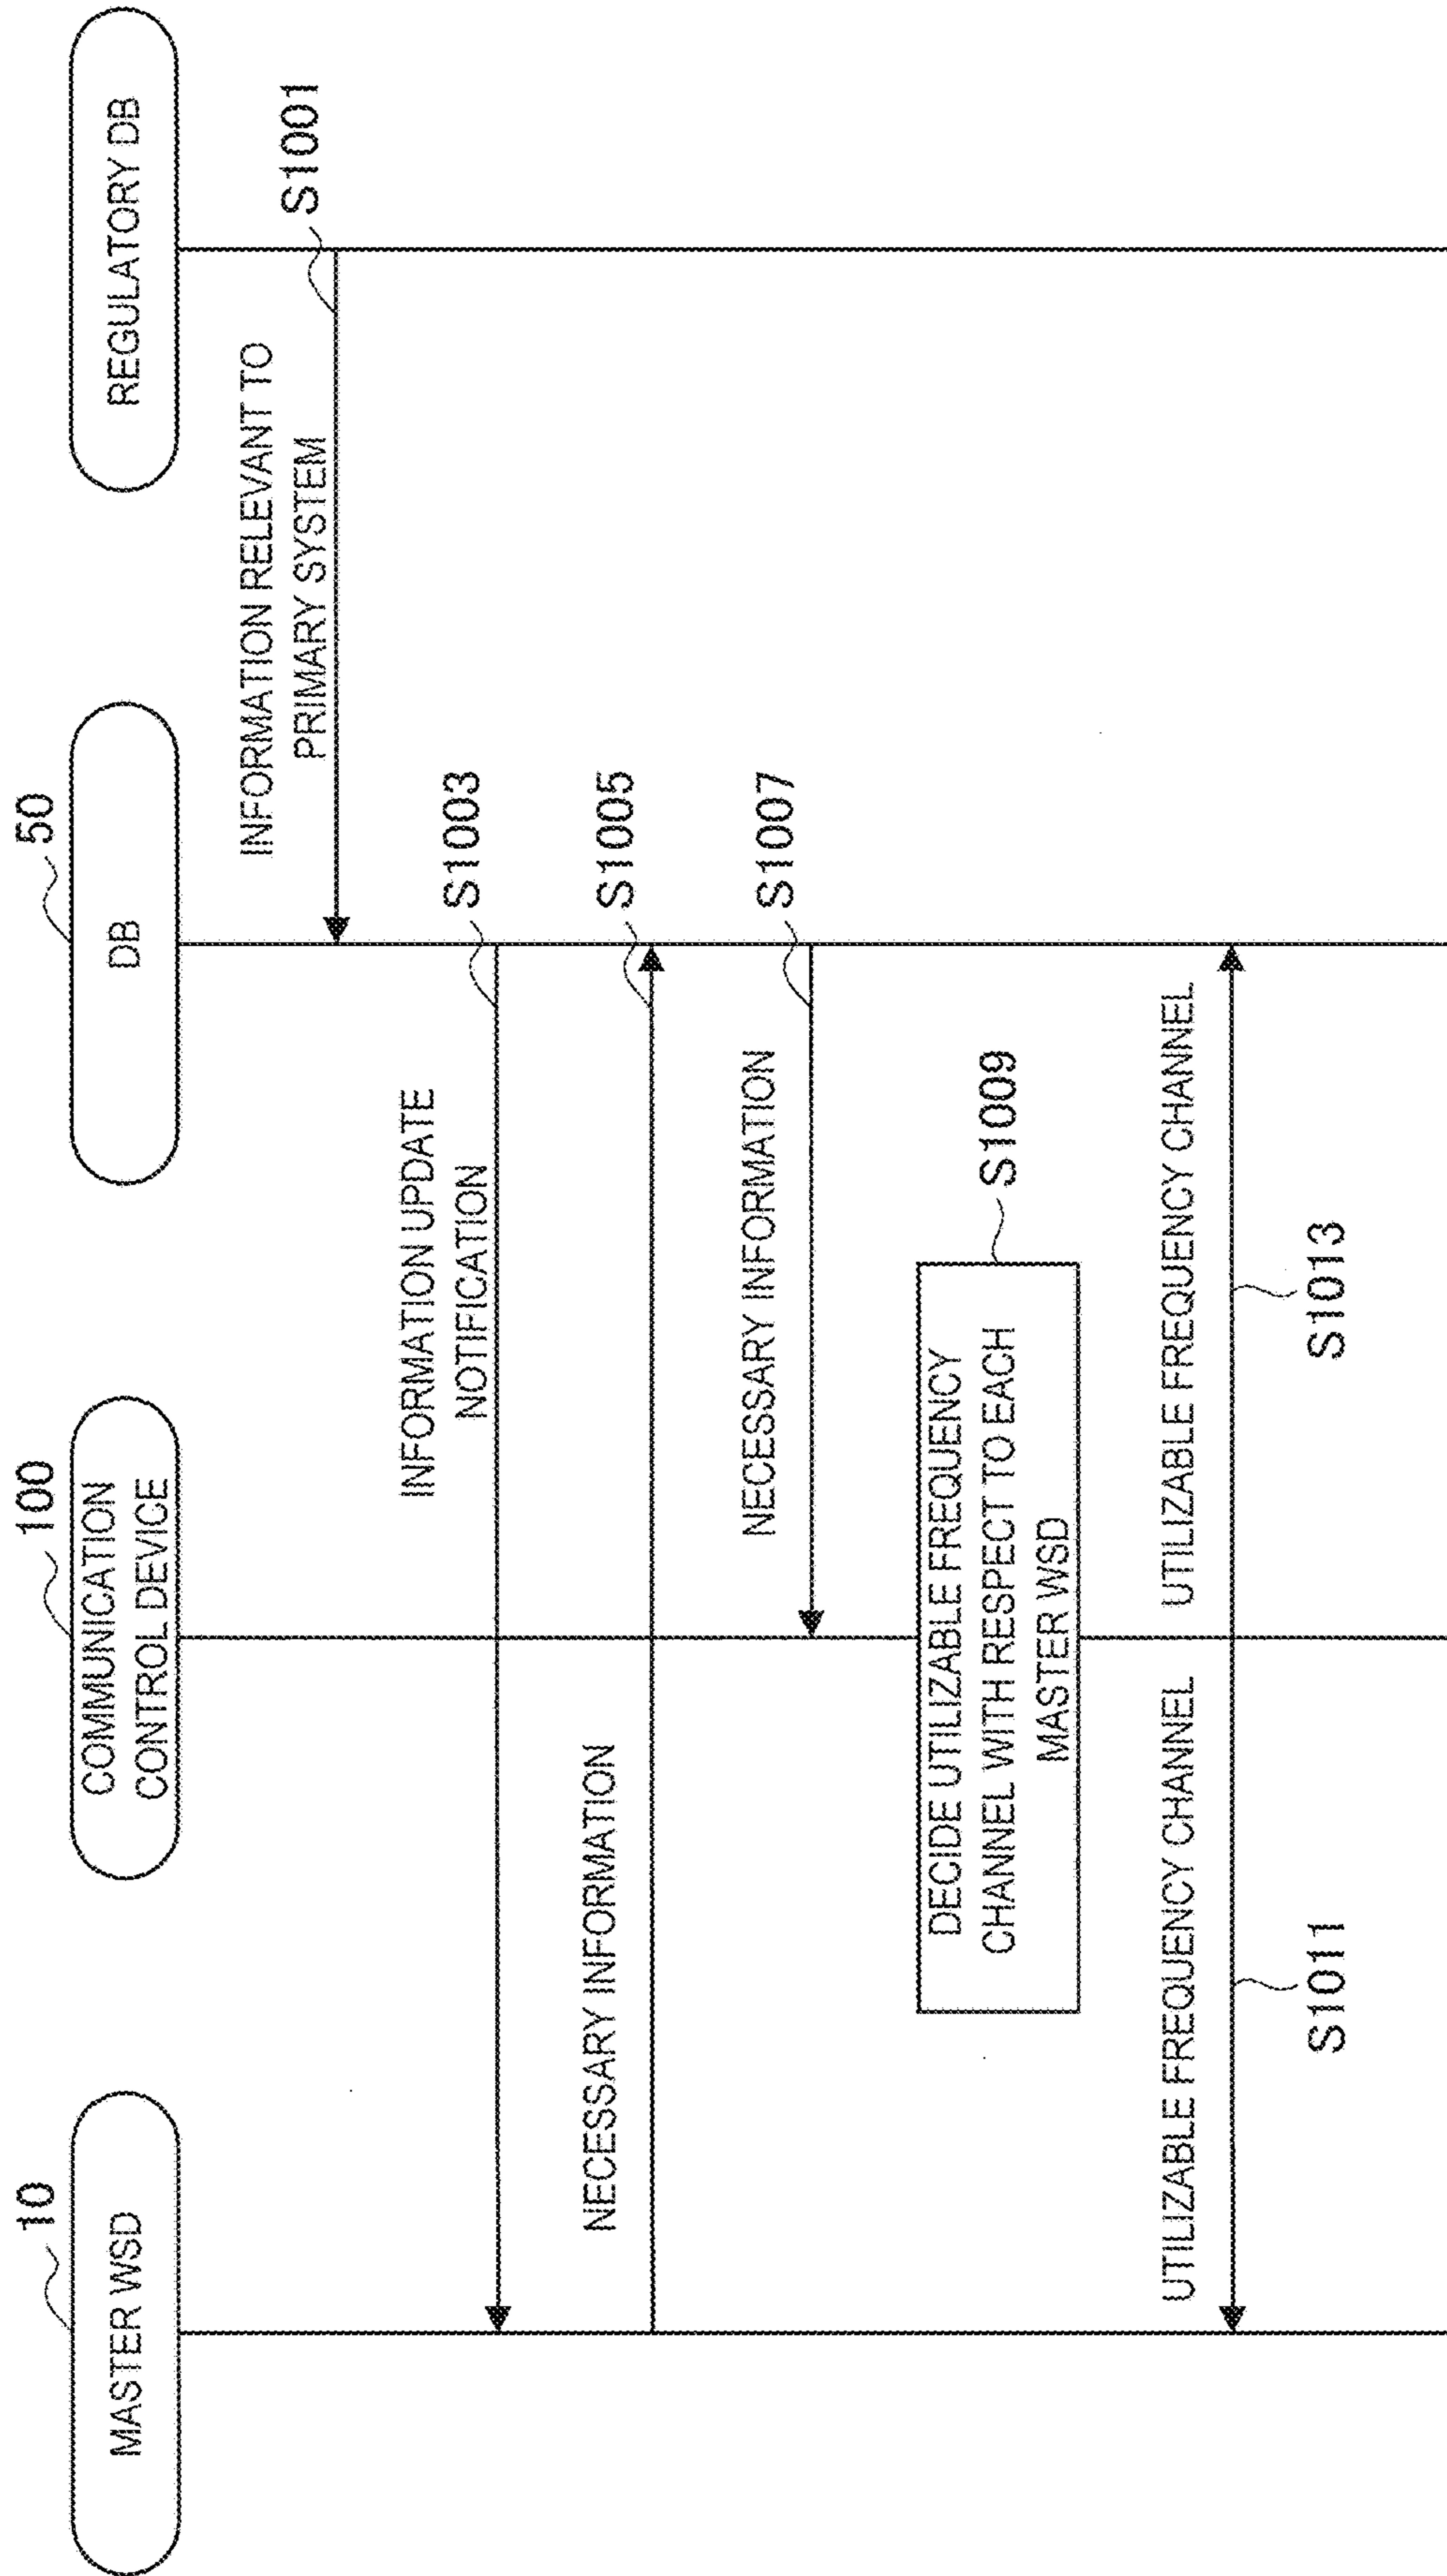 10
MASTER WSD
100
COMMUNICATION
CONTROL DEVICE
50
DB
REGULATORY DB
INFORMATION RELEVANT TO
PRIMARY SYSTEM
S1001
INFORMATION UPDATE
NOTIFICATION
S1003
NECESSARY INFORMATION
S1005
NECESSARY INFORMATION
S1007
DECIDE UTILIZABLE FREQUENCY
CHANNEL WITH RESPECT TO EACH
MASTER WSD
S1009
UTILIZABLE FREQUENCY CHANNEL
S1011
UTILIZABLE FREQUENCY CHANNEL
S1013